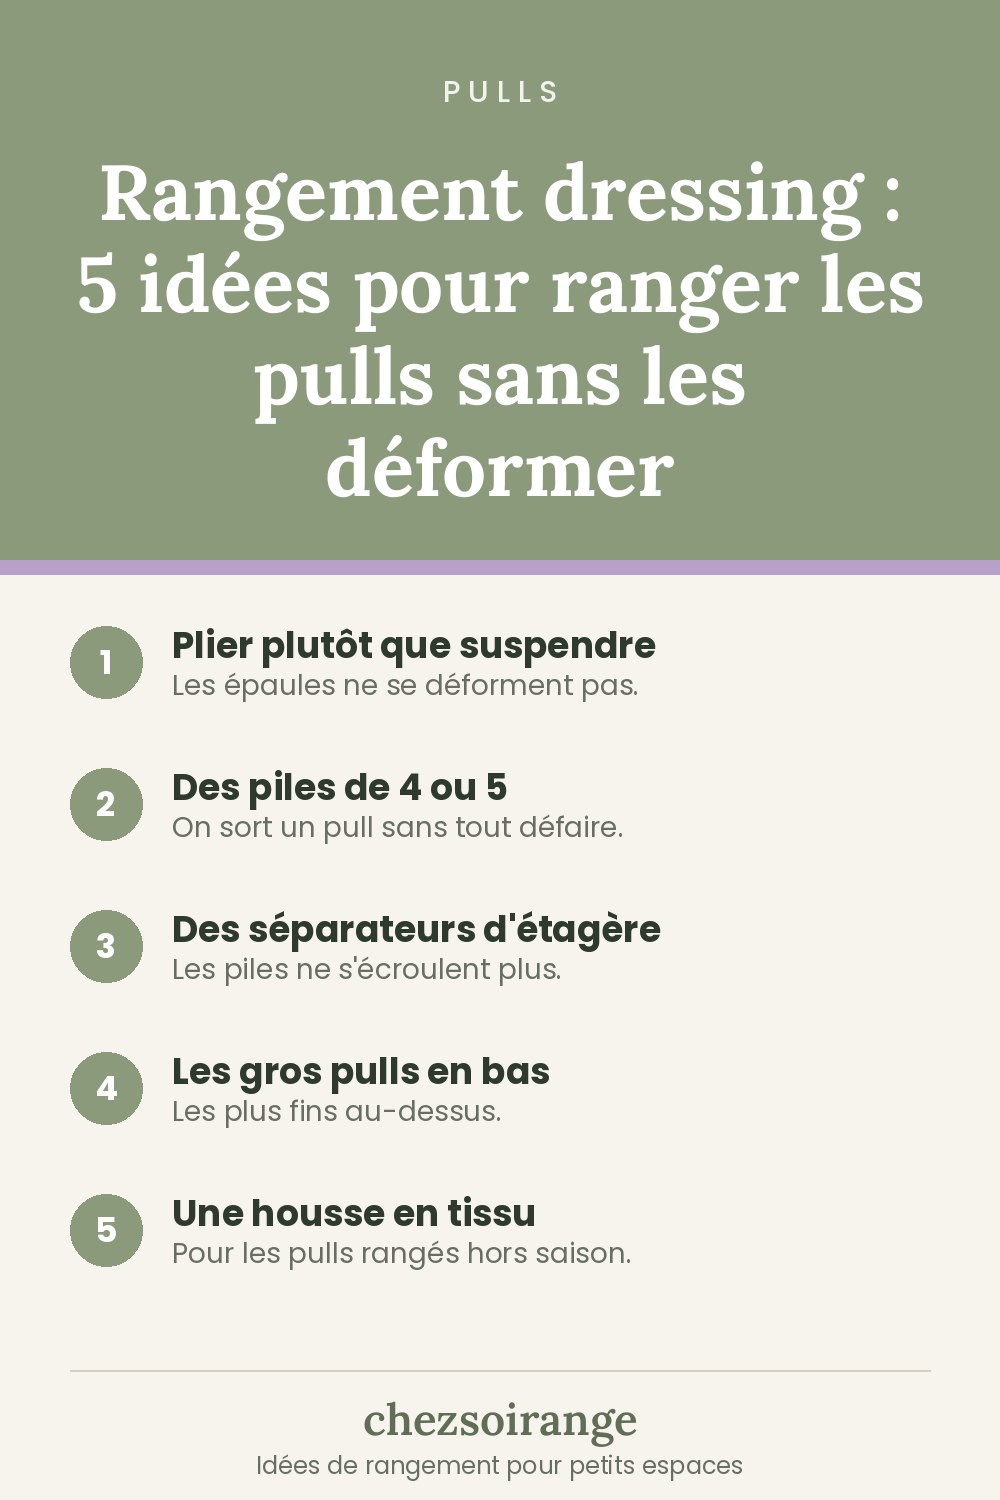 PULLS
Rangement dressing :
5 idées pour ranger les
pulls sans les
déformer
1
Plier plutôt que suspendre
Les épaules ne se déforment pas.
2
Des piles de 4 ou 5
On sort un pull sans tout défaire.
3
Des séparateurs d'étagère
Les piles ne s'écroulent plus.
4
Les gros pulls en bas
Les plus fins au-dessus.
5
Une housse en tissu
Pour les pulls rangés hors saison.
chezsoirange
Idées de rangement pour petits espaces